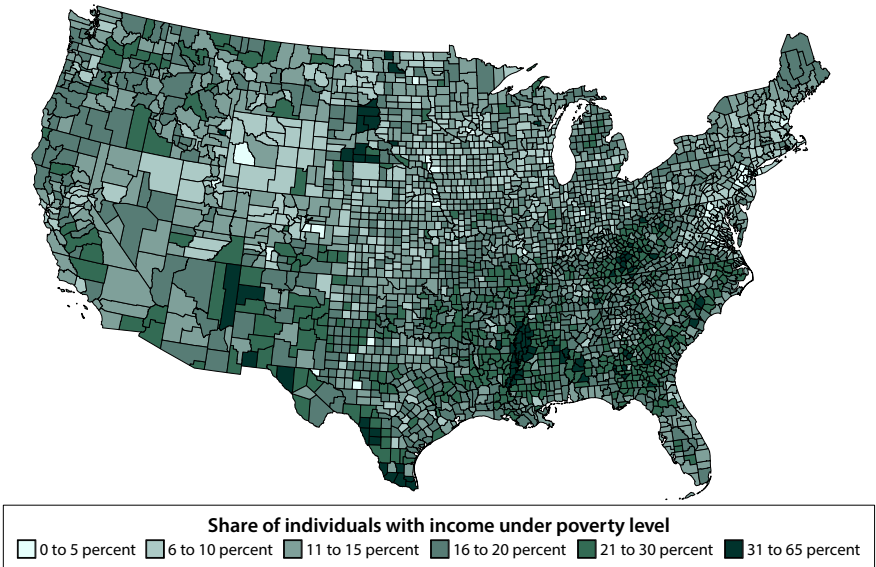 Share of individuals with income under poverty level
0 to 5 percent 6 to 10 percent 11 to 15 percent 16 to 20 percent 21 to 30 percent 31 to 65 percent